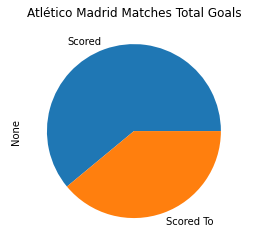 Atlético Madrid Matches Total Goals
Scored
None
Scored To